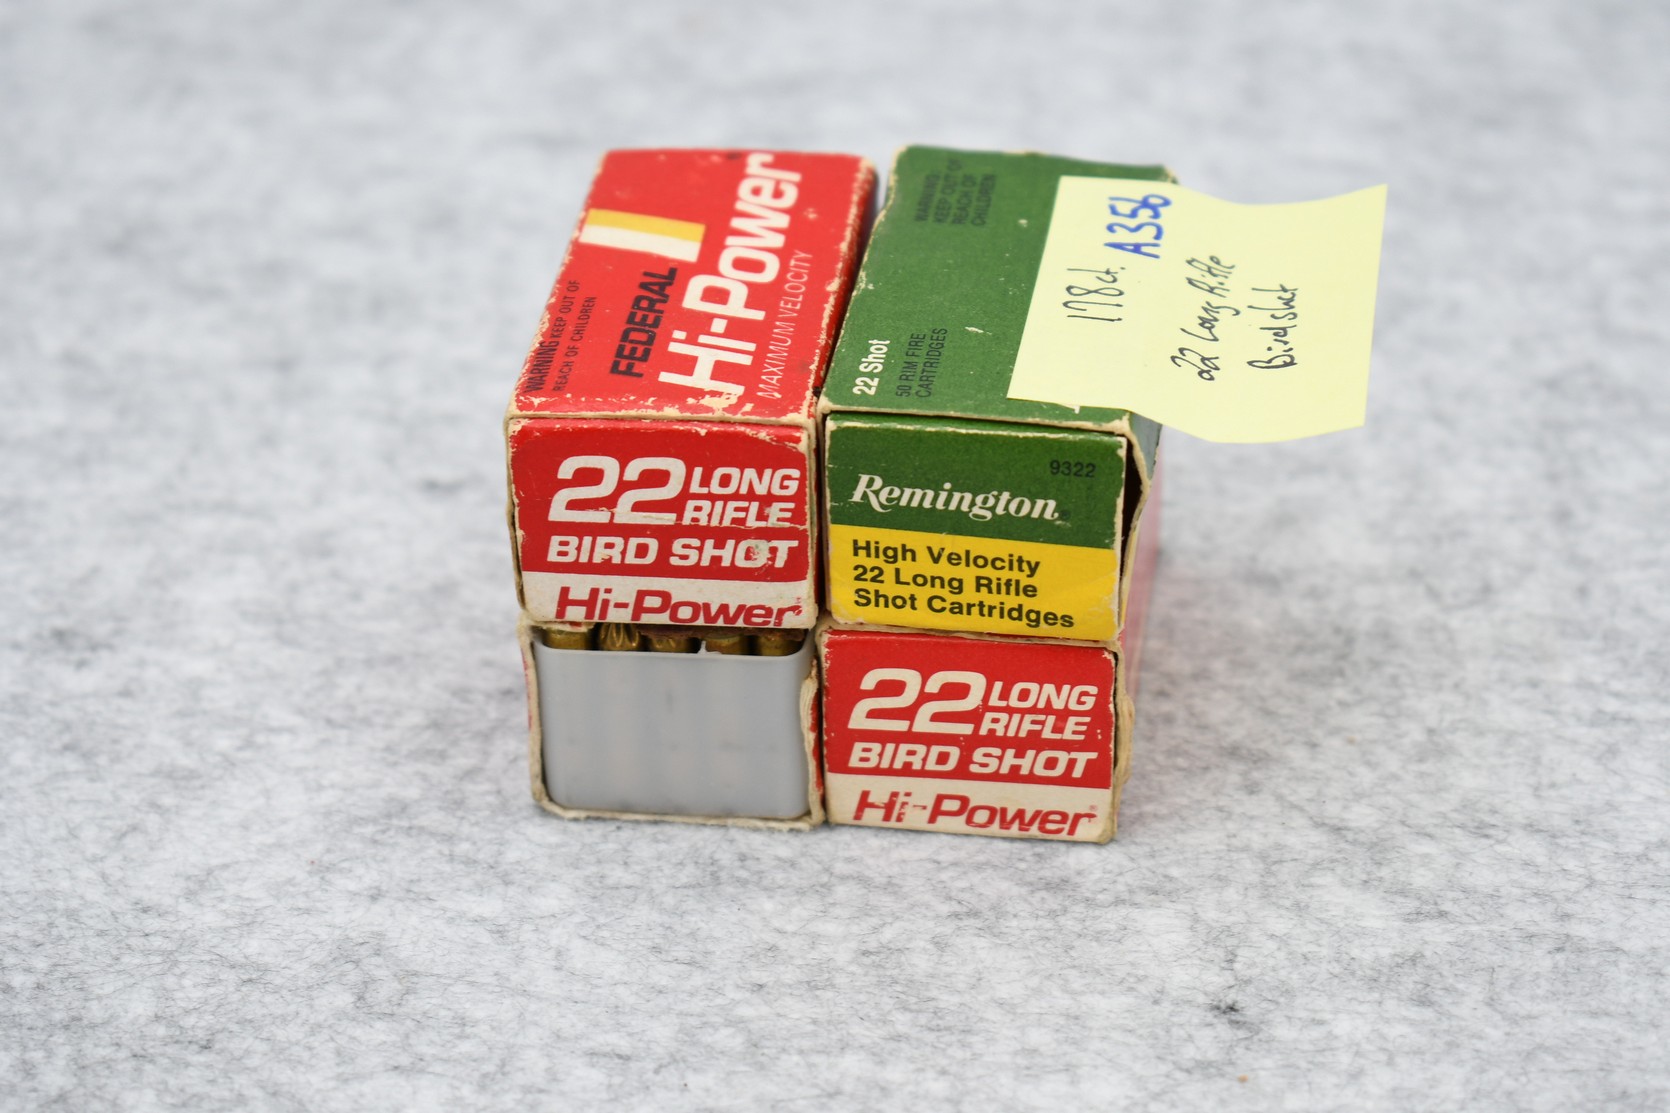 WARNING KEEP OUT OF
REACH OF CHILDREN
FEDERAL
Hi-Power
MAXIMUM VELOCITY
22 LONG
RIFLE
BIRD SHOT
Hi-Power
WARNING
KEEP OUT OF
REACH OF
CHILDREN
22 Shot
50 RIM FIRE
CARTRIDGES
178ct. A356
22 Long Rifle
Birdshot
9322
Remington
High Velocity
22 Long Rifle
Shot Cartridges
22 LONG
RIFLE
BIRD SHOT
Hi-Power